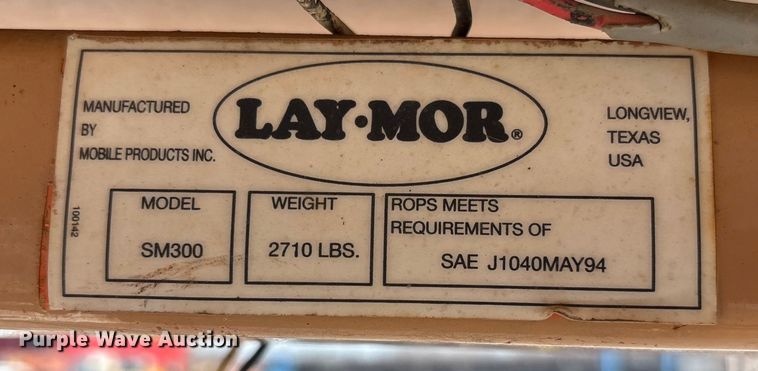 MANUFACTURED
BY
MOBILE PRODUCTS INC.
LAY·MOR®
LONGVIEW,
TEXAS
USA
100142
MODEL
SM300
WEIGHT
2710 LBS.
ROPS MEETS
REQUIREMENTS OF
SAE J1040MAY94
Purple Wave Auction